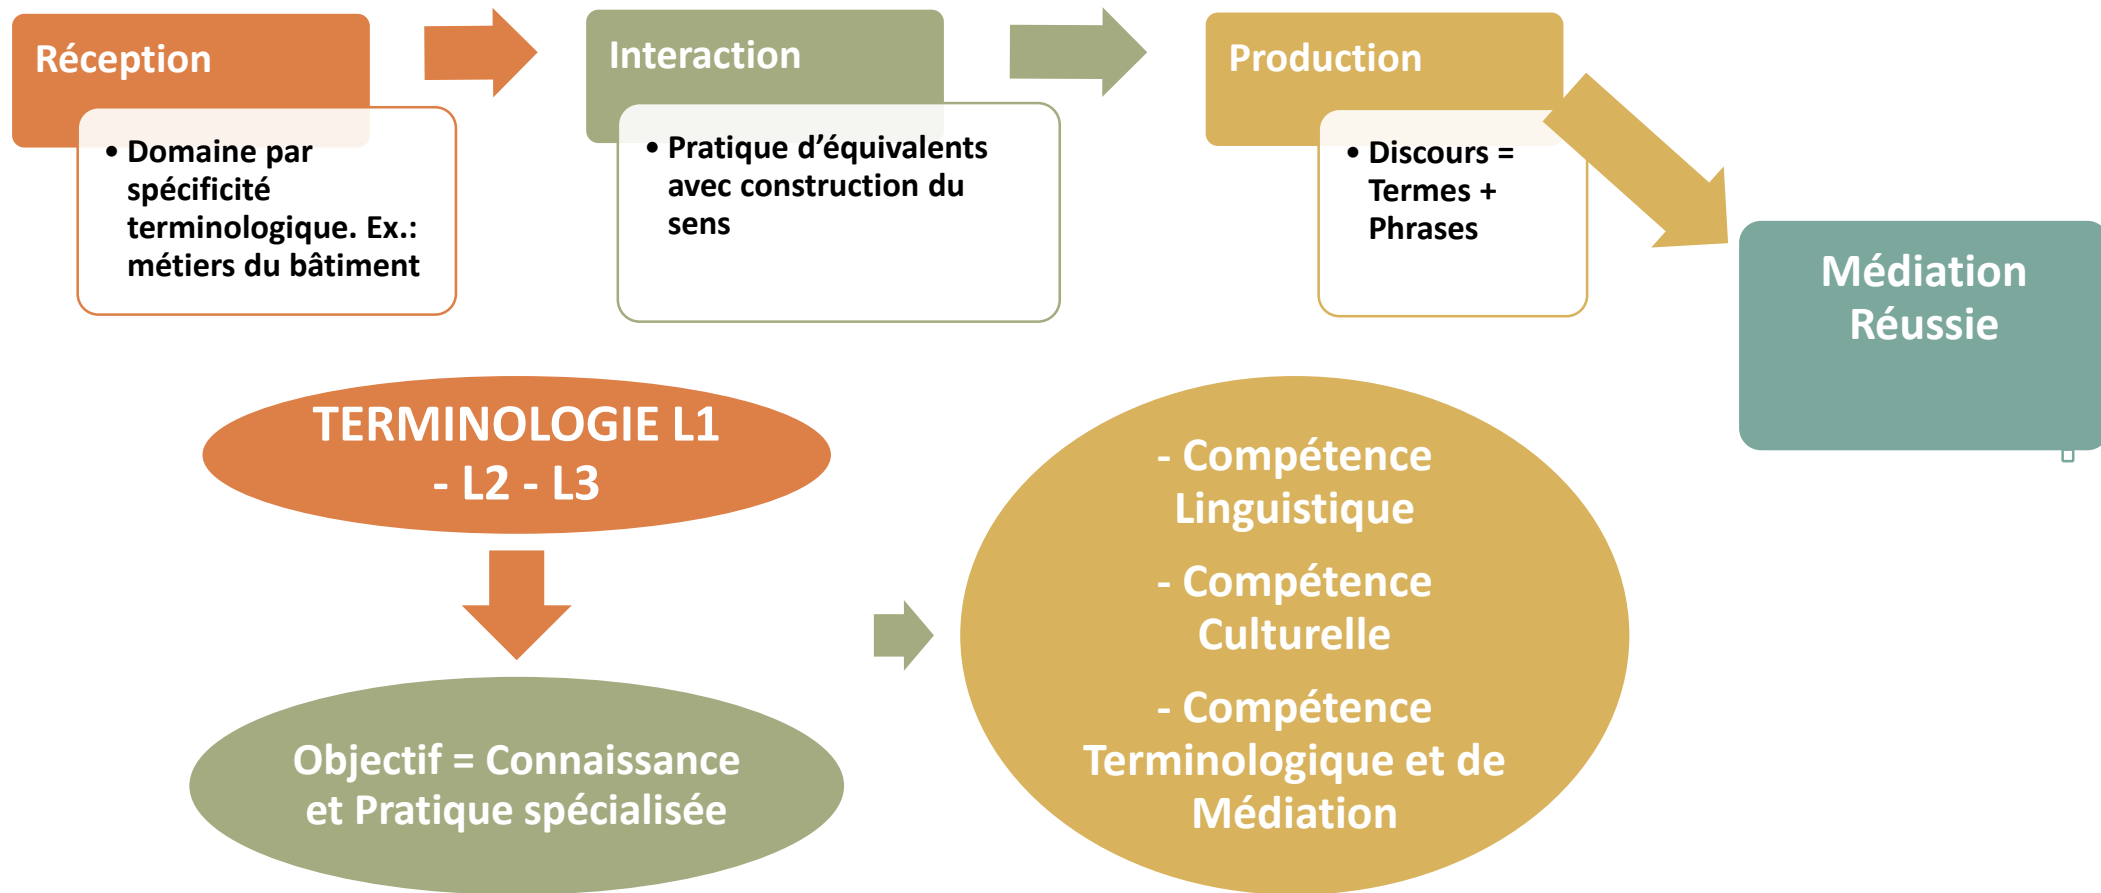 Réception
• Domaine par
spécificité
terminologique. Ex.:
métiers du bâtiment
Interaction
• Pratique d’équivalents
avec construction du
sens
Production
• Discours =
Termes +
Phrases
Médiation
Réussie
TERMINOLOGIE L1
- L2 - L3
Objectif = Connaissance
et Pratique spécialisée
- Compétence
Linguistique
- Compétence
Culturelle
- Compétence
Terminologique et de
Médiation